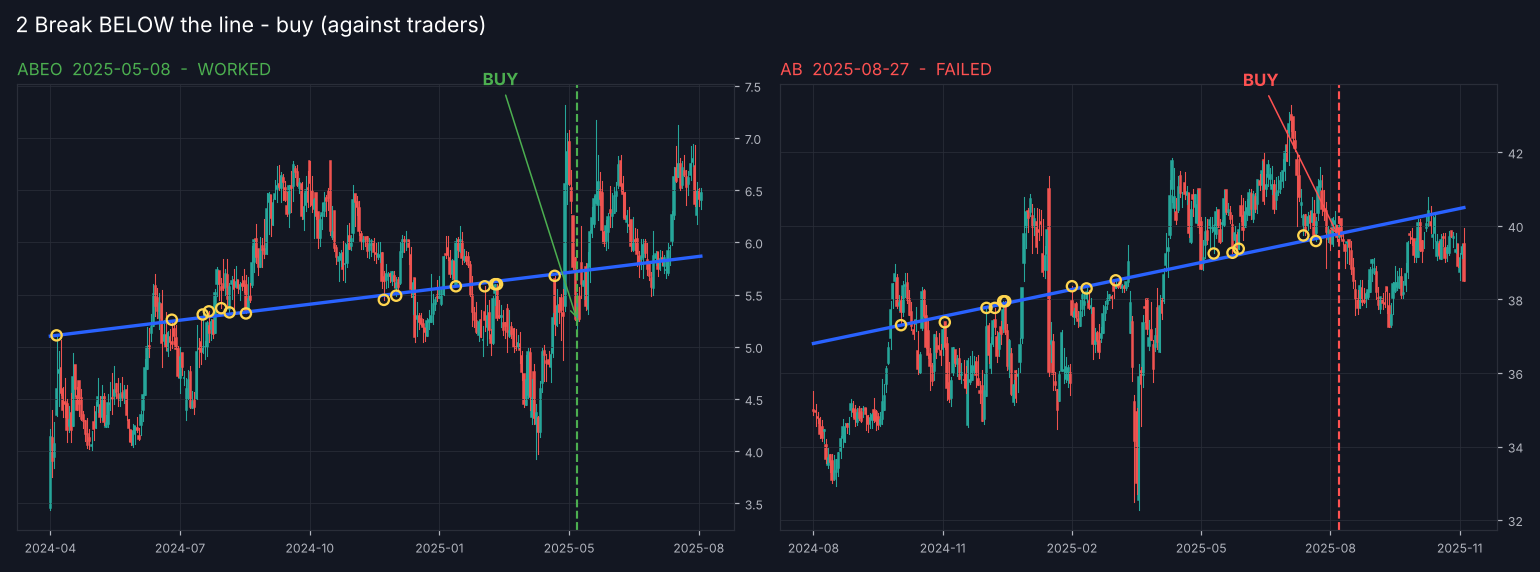 2 Break BELOW the line - buy (against traders)
ABEO 2025-05-08 - WORKED
BUY
7.5
7.0
6.5
6.0
5.5
5.0
4.5
4.0
3.5
2024-04 2024-07 2024-10 2025-01 2025-05 2025-08
AB 2025-08-27 - FAILED
BUY
42
40
38
36
34
32
2024-08 2024-11 2025-02 2025-05 2025-08 2025-11